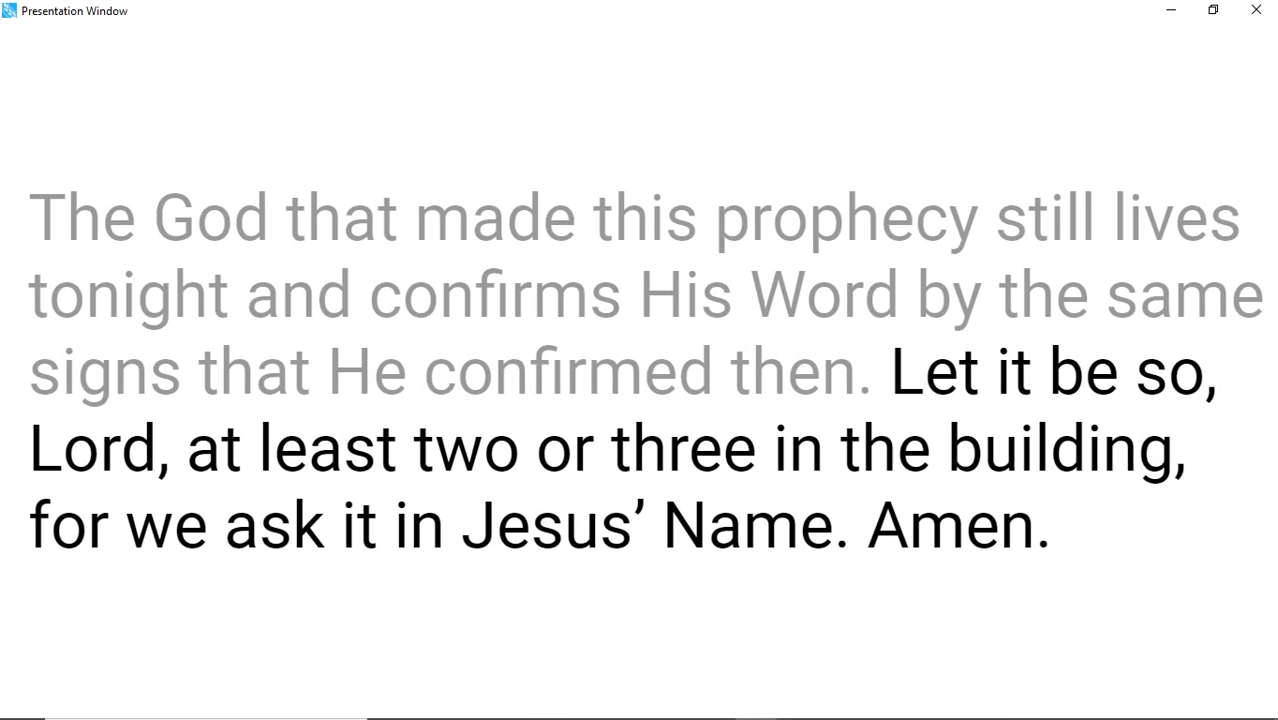 Presentation Window
The God that made this prophecy still lives
tonight and confirms His Word by the same
signs that He confirmed then. Let it be so,
Lord, at least two or three in the building,
for we ask it in Jesus’ Name. Amen.